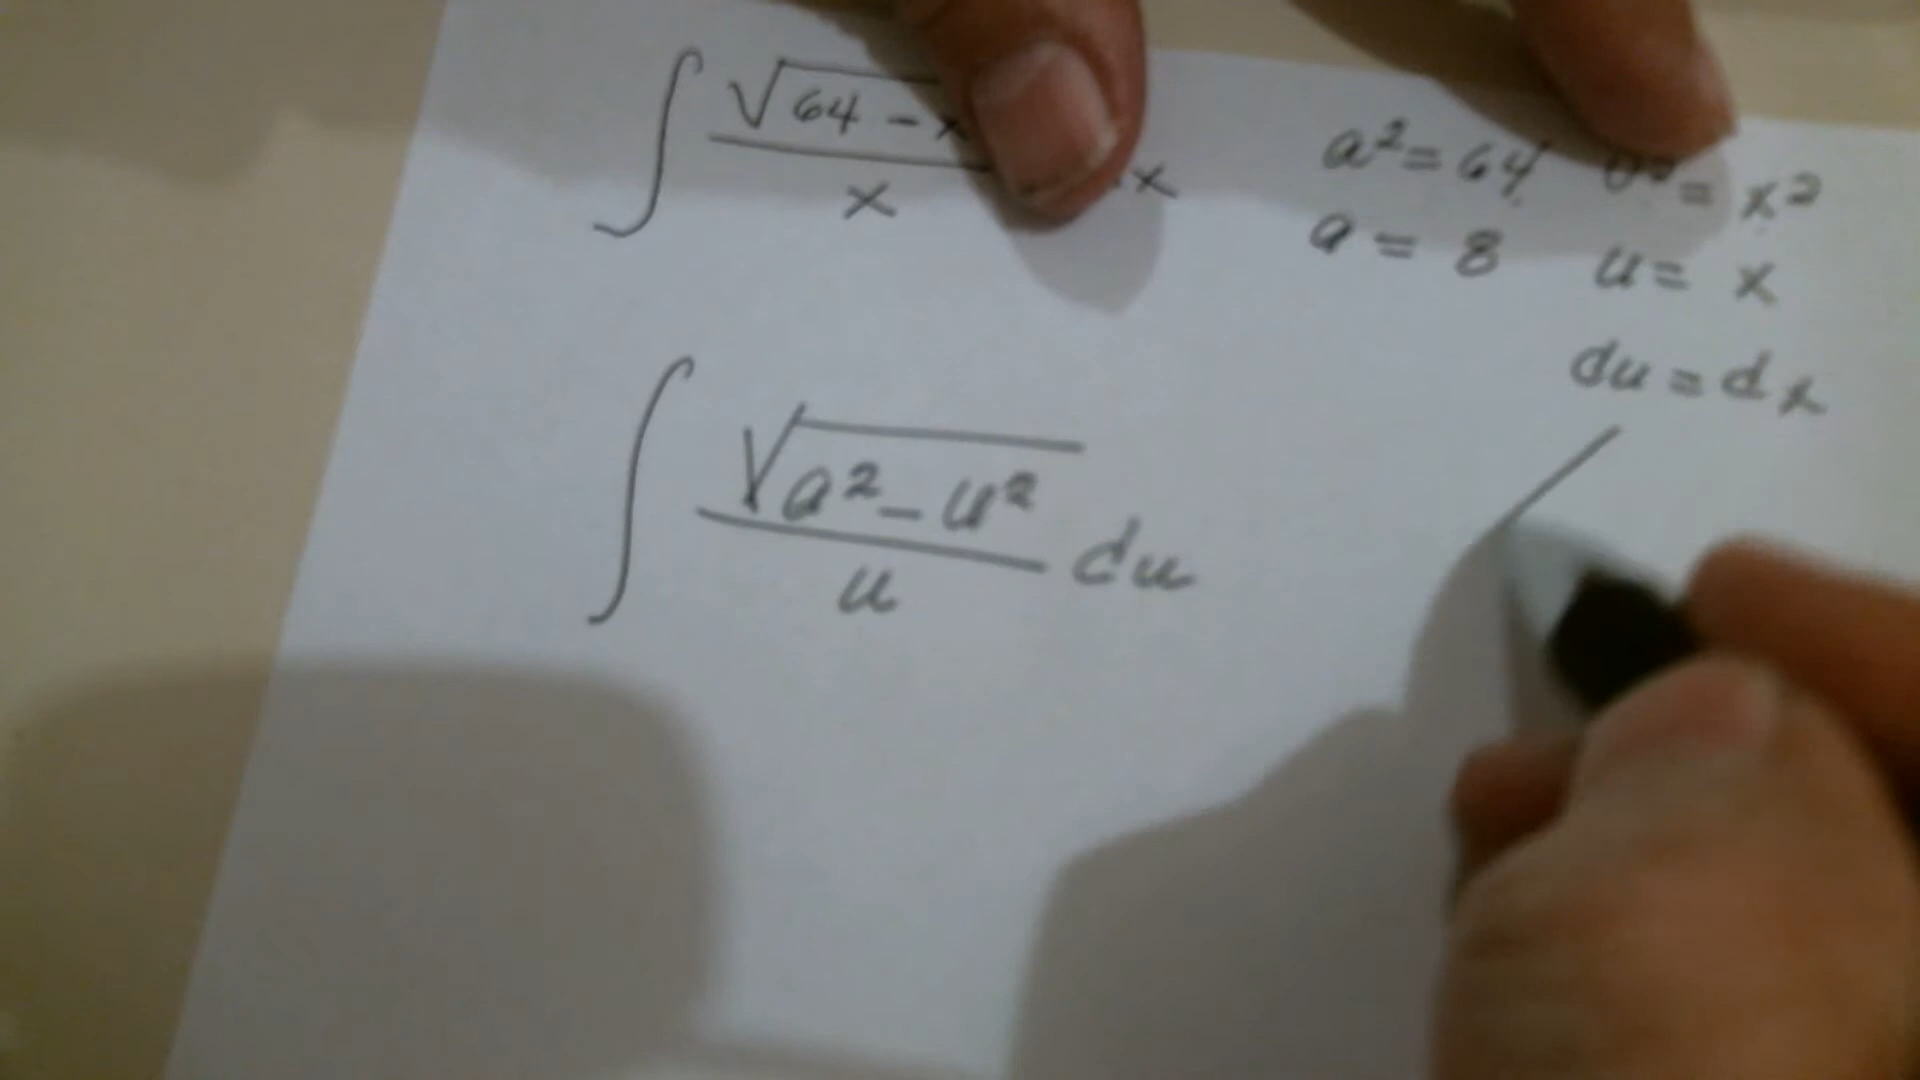 ∫ √64 - x / x x
a² = 64 = x²
a = 8 u = x
du = dx
∫ √a² - u² / u du